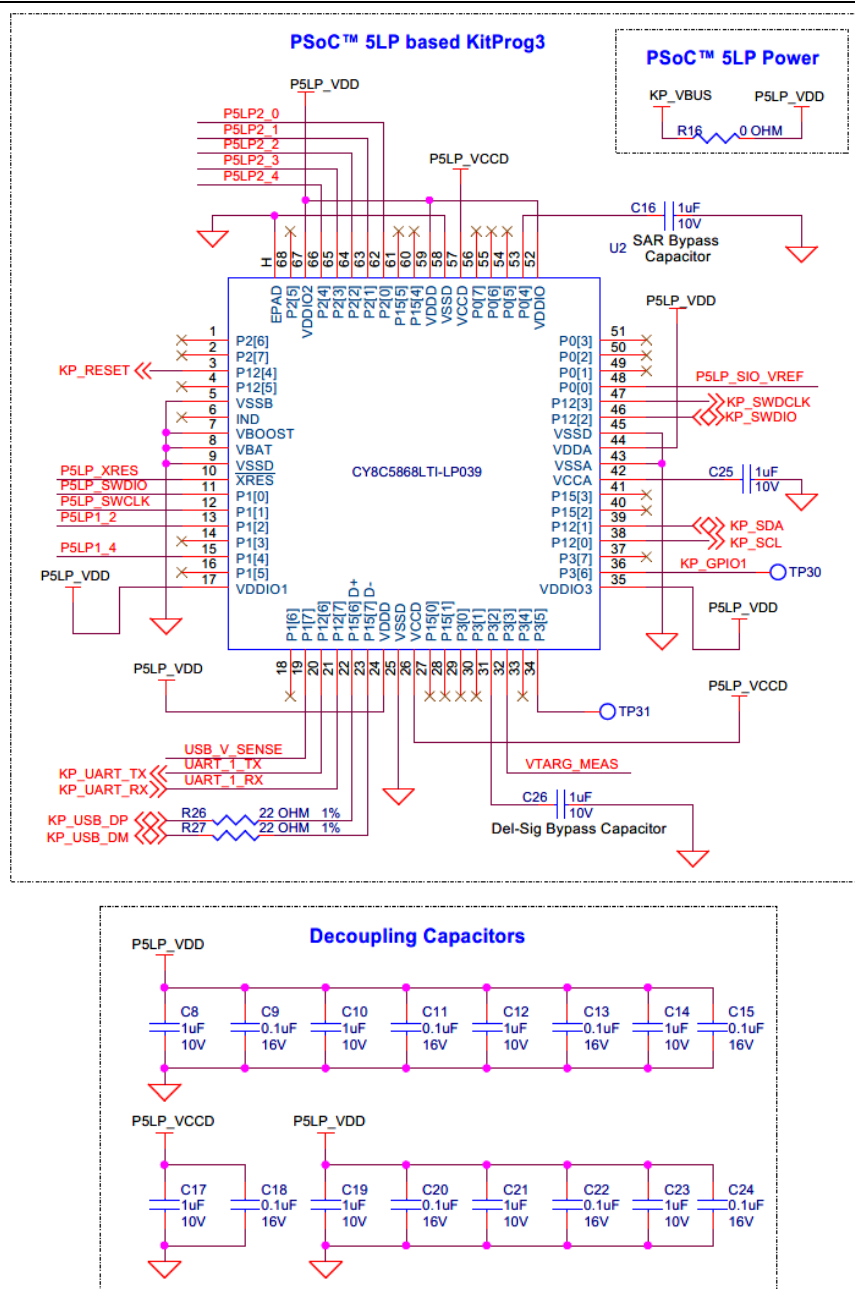 PSoC™ 5LP based KitProg3
PSoC™ 5LP Power
KP_VBUS P5LP_VDD
R16 0 OHM
P5LP_VDD
P5LP2_0
P5LP2_1
P5LP2_2
P5LP2_3
P5LP2_4
P5LP_VCCD
C16 1uF
10V
SAR Bypass
Capacitor
U2
H 68 67 66 65 64 63 62 61 60 59 58 57 56 55 54 53 52
EPAD P2[5] VDDIO2 P2[4] P2[3] P2[2] P2[1] P2[0] P15[5] P15[4] VDDD VSSD VCCD P0[7] P0[6] P0[5] P0[4] VDDIO
P5LP_VDD
1 P2[6]
2 P2[7]
KP_RESET 3 P12[4]
4 P12[5]
5 VSSB
6 IND
7 VBOOST
8 VBAT
9 VSSD
P5LP_XRES 10 XRES
P5LP_SWDIO 11 P1[0]
P5LP_SWCLK 12 P1[1]
P5LP1_2 13 P1[2]
14 P1[3]
P5LP1_4 15 P1[4]
16 P1[5]
P5LP_VDD 17 VDDIO1
CY8C5868LTI-LP039
P0[3] 51
P0[2] 50
P0[1] 49
P0[0] 48 P5LP_SIO_VREF
P12[3] 47 KP_SWDCLK
P12[2] 46 KP_SWDIO
VSSD 45
VDDA 44
VSSA 43
VCCA 42 C25 1uF
10V
P15[3] 41
P15[2] 40
P12[1] 39 KP_SDA
P12[0] 38 KP_SCL
P3[7] 37
P3[6] 36 KP_GPIO1 TP30
VDDIO3 35
P5LP_VDD
P1[6] P1[7] P12[6] P12[7] P15[6] D+ P15[7] D- VDDD VSSD VCCD P15[0] P15[1] P3[0] P3[1] P3[2] P3[3] P3[4] P3[5]
18 19 20 21 22 23 24 25 26 27 28 29 30 31 32 33 34
P5LP_VDD
P5LP_VCCD
TP31
USB_V_SENSE
KP_UART_TX UART_1_TX
KP_UART_RX UART_1_RX
VTARG_MEAS
KP_USB_DP R26 22 OHM 1%
KP_USB_DM R27 22 OHM 1%
C26 1uF
10V
Del-Sig Bypass Capacitor
Decoupling Capacitors
P5LP_VDD
C8 C9 C10 C11 C12 C13 C14 C15
1uF 0.1uF 1uF 0.1uF 1uF 0.1uF 1uF 0.1uF
10V 16V 10V 16V 10V 16V 10V 16V
P5LP_VCCD P5LP_VDD
C17 C18 C19 C20 C21 C22 C23 C24
1uF 0.1uF 1uF 0.1uF 1uF 0.1uF 1uF 0.1uF
10V 16V 10V 16V 10V 16V 10V 16V